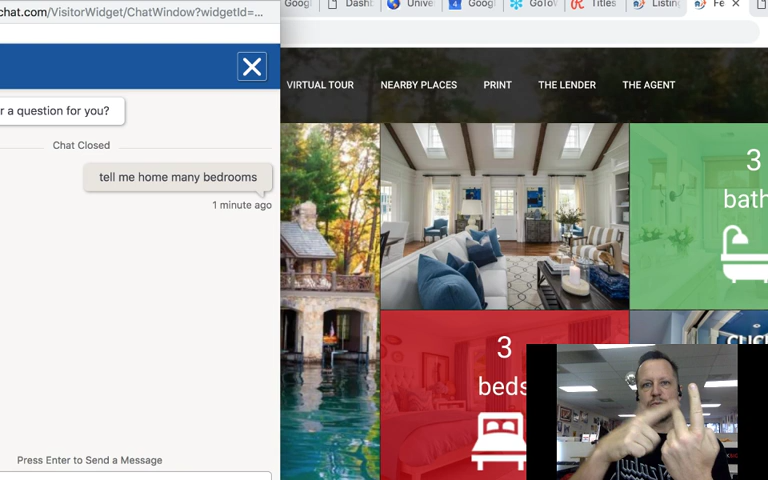 chat.com/VisitorWidget/ChatWindow?widgetId=...
r a question for you?
Chat Closed
tell me home many bedrooms
1 minute ago
Press Enter to Send a Message
Googl
Dashb
Unive
Googl
GoToW
Titles
Listing
Fe
VIRTUAL TOUR
NEARBY PLACES
PRINT
THE LENDER
THE AGENT
3
bath
3
beds